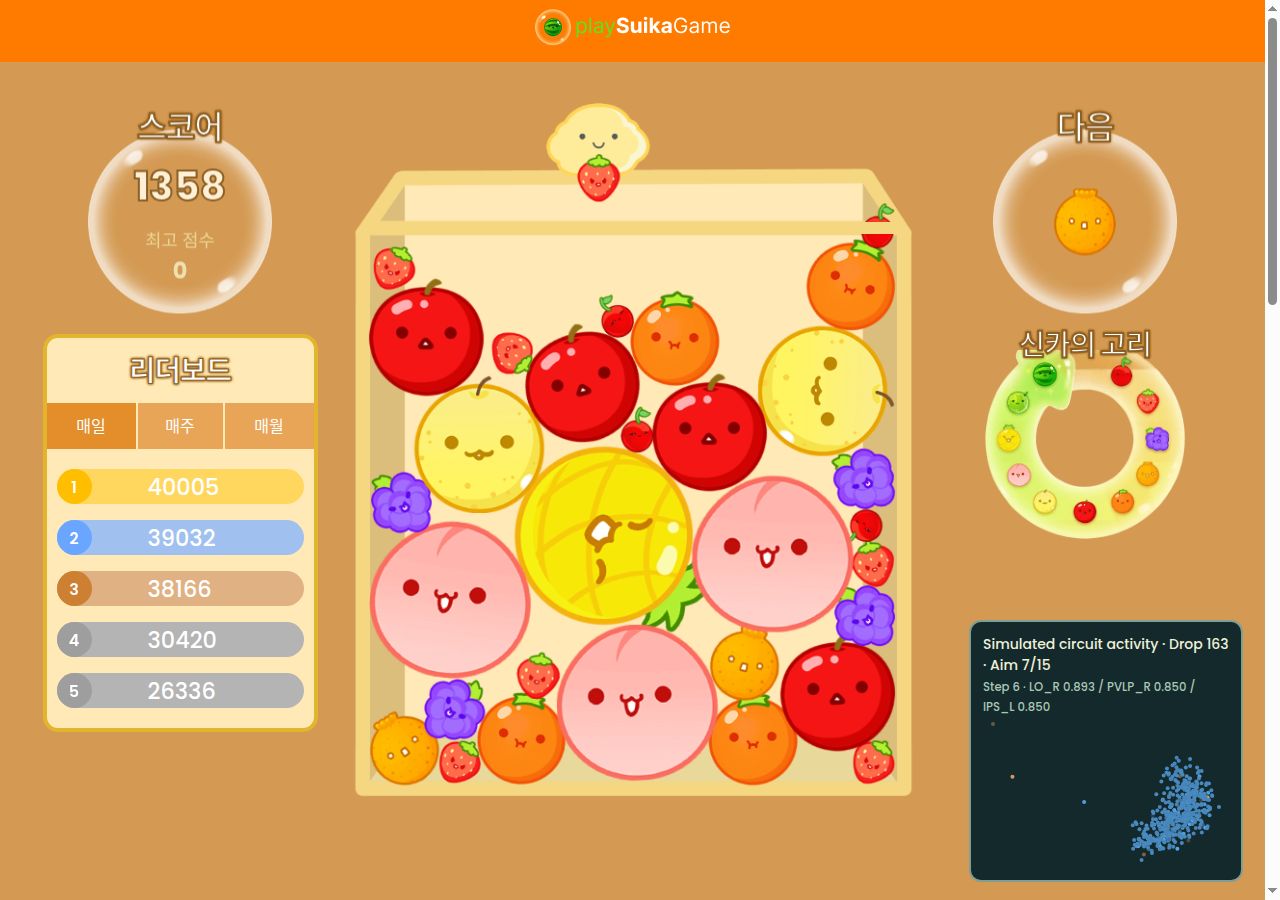 playSuikaGame
스코어
1358
최고 점수
0
다음
리더보드
매일 매주 매월
1 40005
2 39032
3 38166
4 30420
5 26336
신카의 고리
Simulated circuit activity · Drop 163
· Aim 7/15
Step 6 · LO_R 0.893 / PVLP_R 0.850 /
IPS_L 0.850